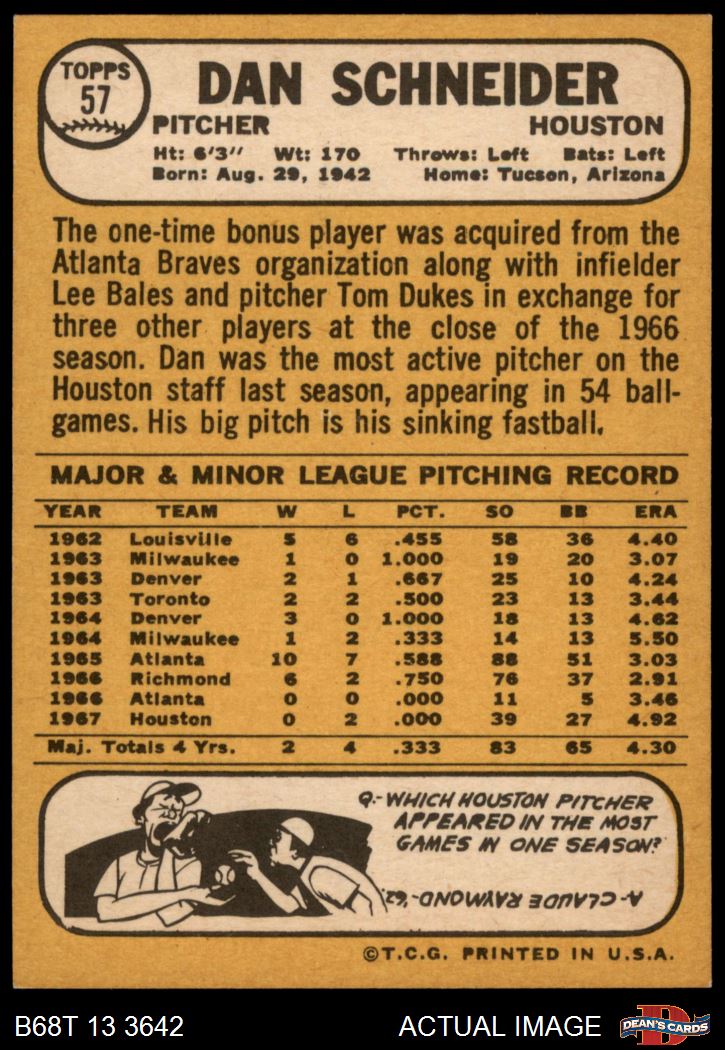 TOPPS
57
DAN SCHNEIDER
PITCHER HOUSTON
Ht: 6'3" Wt: 170 Throws: Left Bats: Left
Born: Aug. 29, 1942 Home: Tucson, Arizona
The one-time bonus player was acquired from the
Atlanta Braves organization along with infielder
Lee Bales and pitcher Tom Dukes in exchange for
three other players at the close of the 1966
season. Dan was the most active pitcher on the
Houston staff last season, appearing in 54 ball-
games. His big pitch is his sinking fastball.
MAJOR & MINOR LEAGUE PITCHING RECORD
YEAR TEAM W L PCT. SO BB ERA
1962 Louisville 5 6 .455 58 36 4.40
1963 Milwaukee 1 0 1.000 19 20 3.07
1963 Denver 2 1 .667 25 10 4.24
1963 Toronto 2 2 .500 23 13 3.44
1964 Denver 3 0 1.000 18 13 4.62
1964 Milwaukee 1 2 .333 14 13 5.50
1965 Atlanta 10 7 .588 88 51 3.03
1966 Richmond 6 2 .750 76 37 2.91
1966 Atlanta 0 0 .000 11 5 3.46
1967 Houston 0 2 .000 39 27 4.92
Maj. Totals 4 Yrs. 2 4 .333 83 65 4.30
Q.- WHICH HOUSTON PITCHER
APPEARED IN THE MOST
GAMES IN ONE SEASON?
A- CLAUDE RAYMOND-'62.
©T.C.G. PRINTED IN U.S.A.
B68T 13 3642 ACTUAL IMAGE DEAN'S CARDS